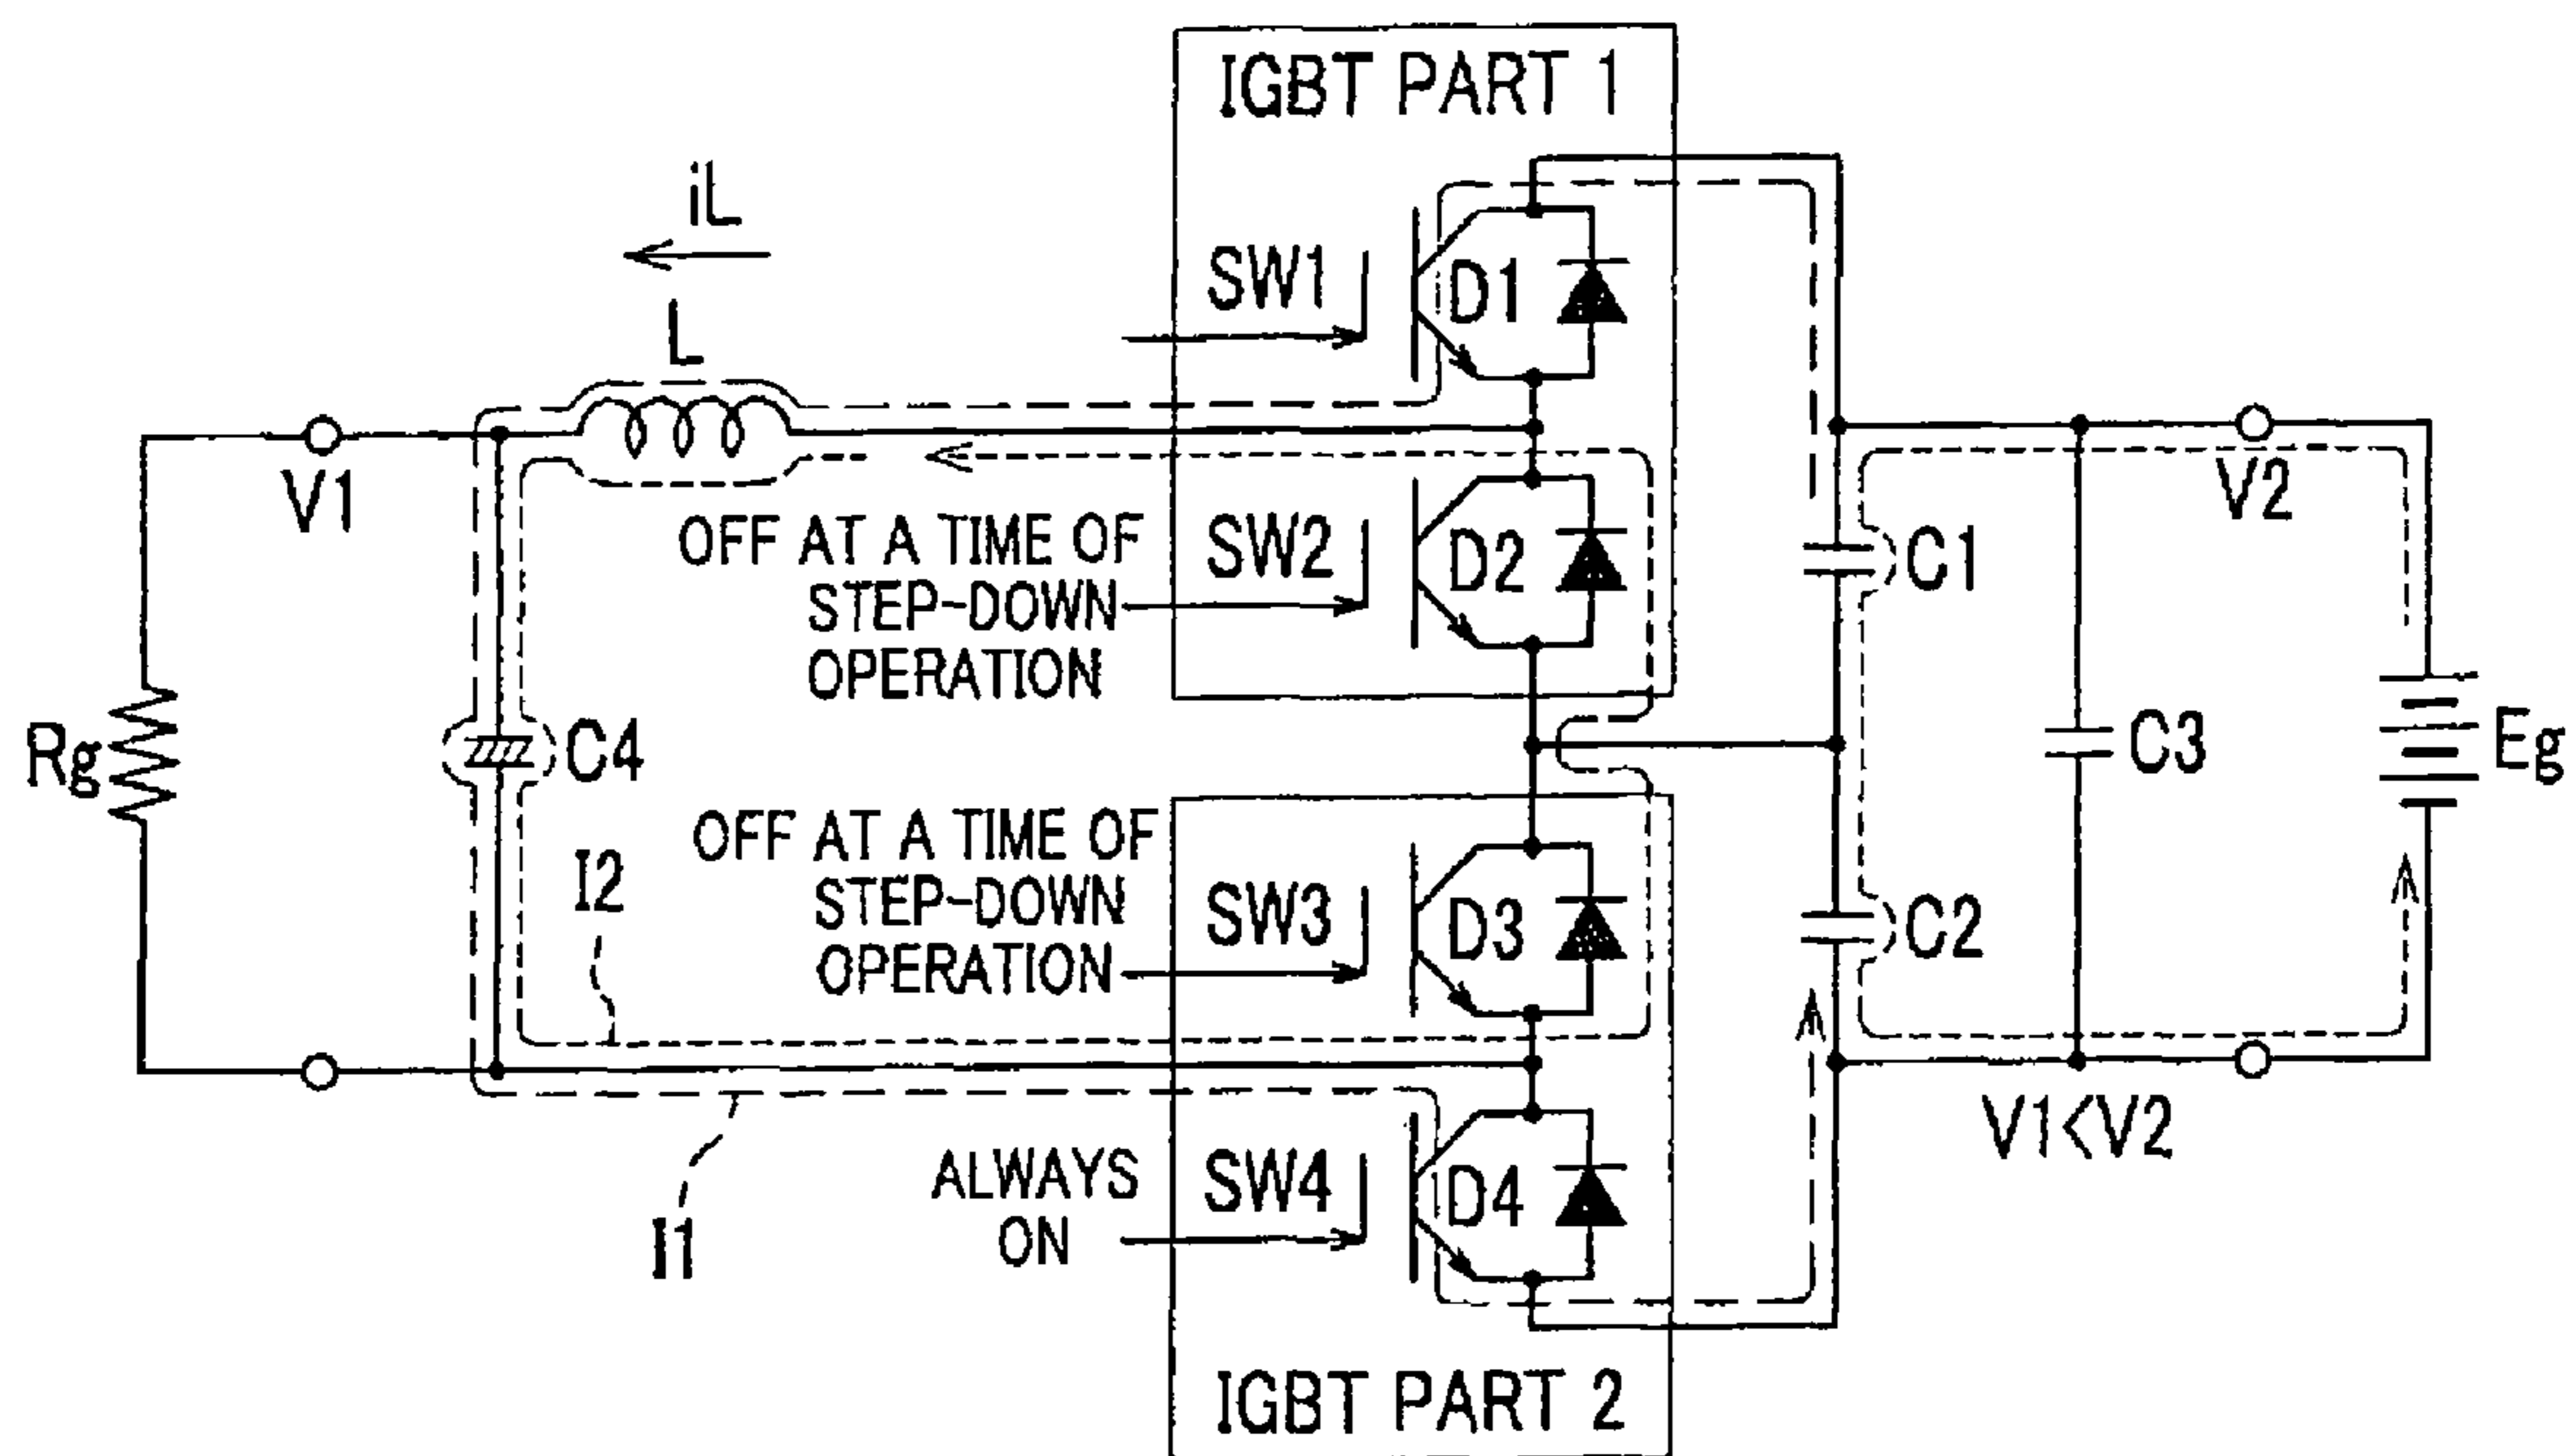 IGBT PART 1
iL
L
SW1
D1
V1
V2
OFF AT A TIME OF
STEP-DOWN
OPERATION
SW2
D2
C1
Rg
C4
C3
Eg
OFF AT A TIME OF
STEP-DOWN
OPERATION
I2
SW3
D3
C2
I1
ALWAYS
ON
SW4
D4
V1<V2
IGBT PART 2